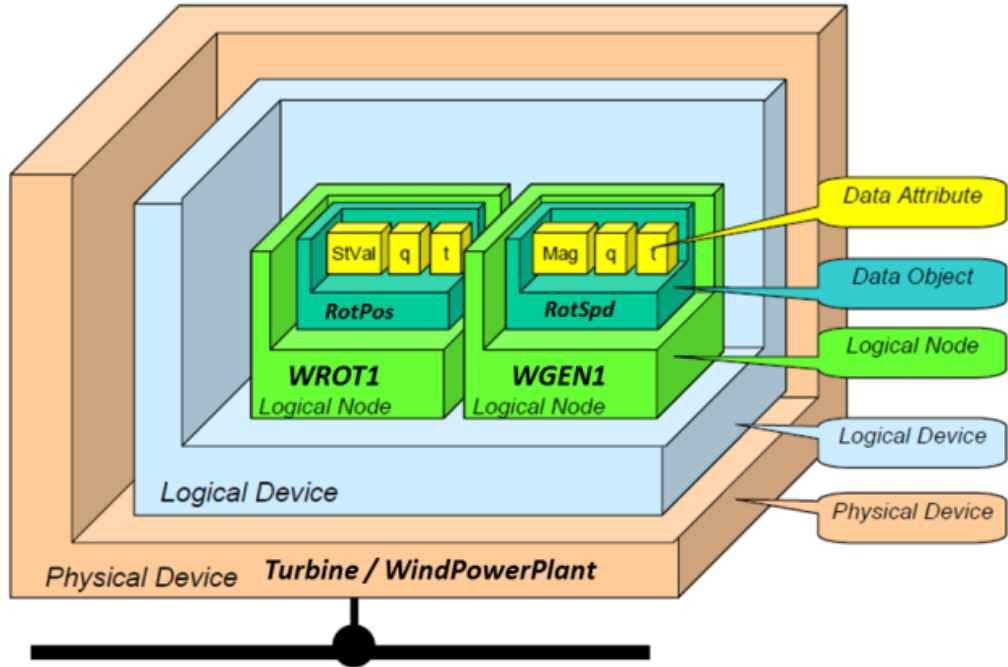 Data Attribute
StVal q t
Mag q t
Data Object
RotPos
RotSpd
Logical Node
WROT1
Logical Node
WGEN1
Logical Node
Logical Device
Logical Device
Physical Device
Physical Device
Turbine / WindPowerPlant